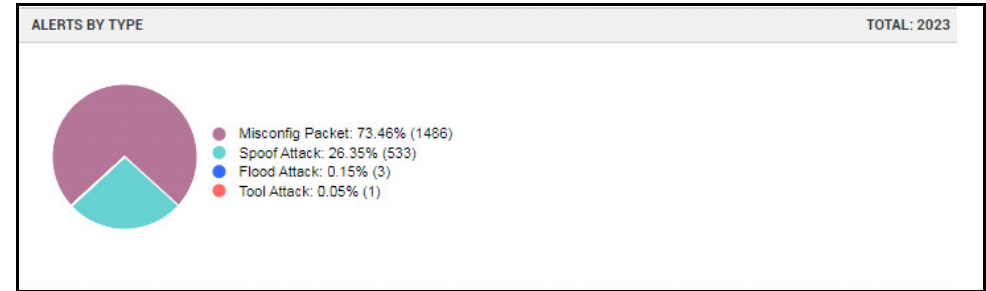 ALERTS BY TYPE TOTAL: 2023
Misconfig Packet: 73.46% (1486)
Spoof Attack: 26.35% (533)
Flood Attack: 0.15% (3)
Tool Attack: 0.05% (1)